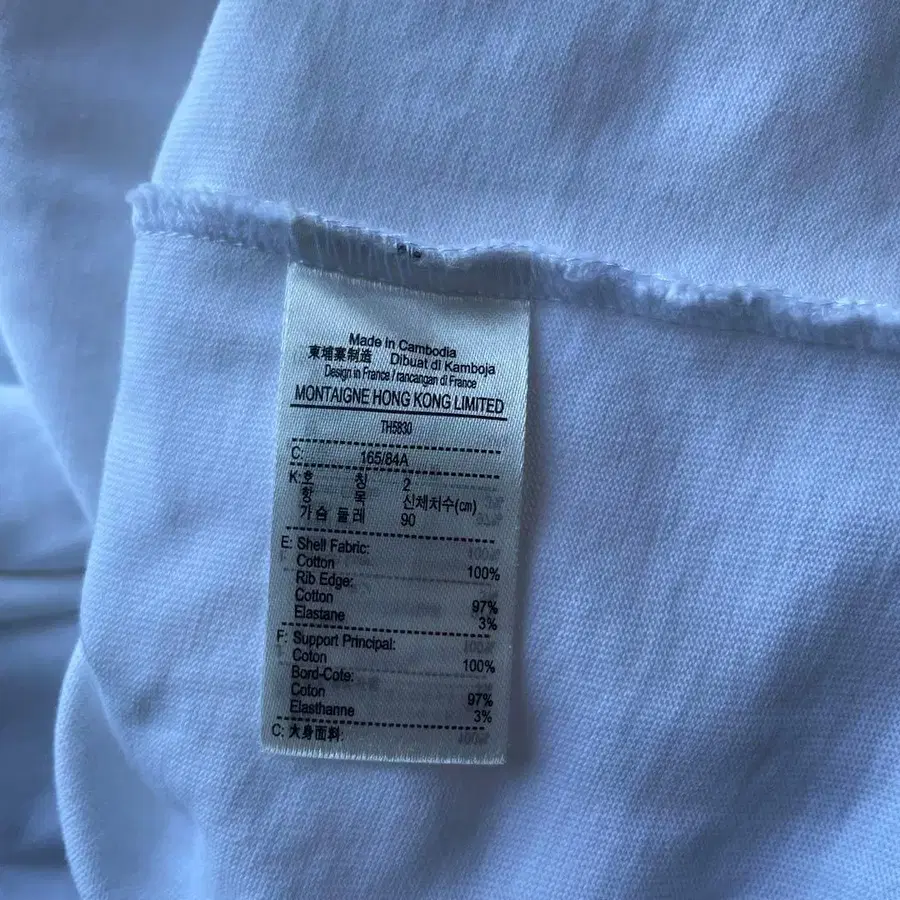 Made in Cambodia
柬埔寨制造 Dibuat di Kamboja
Design in France / rancangan di France
MONTAIGNE HONG KONG LIMITED
TH5830
C: 165/84A
K: 호 칭 2
항 목 신체치수(cm)
가슴 둘레 90
E: Shell Fabric:
Cotton 100%
Rib Edge:
Cotton 97%
Elastane 3%
F: Support Principal:
Coton 100%
Bord-Cote:
Coton 97%
Elasthanne 3%
C: 大身面料: